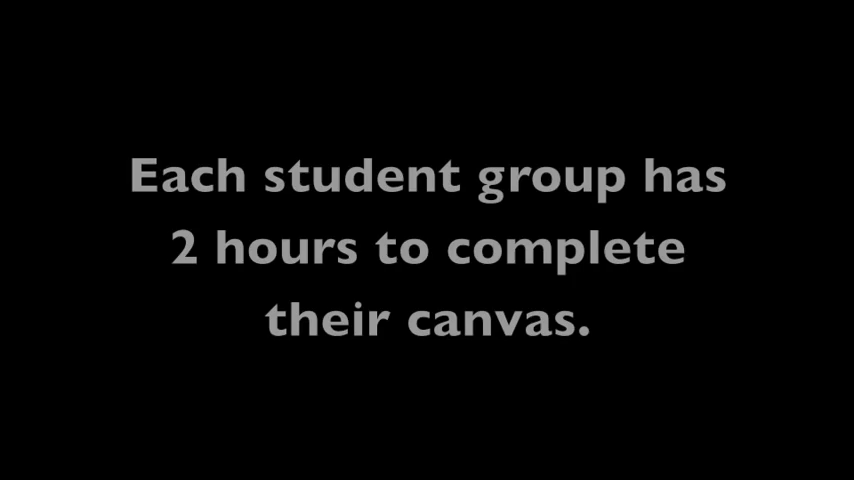 Each student group has
2 hours to complete
their canvas.